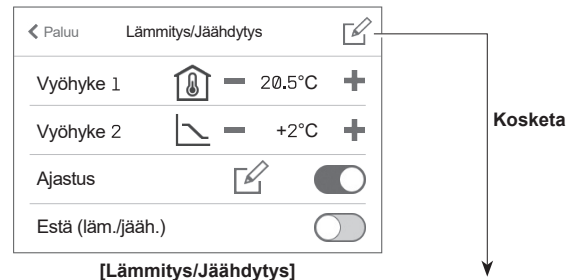 Paluu Lämmitys/Jäähdytys
Vyöhyke 1 20.5°C
Vyöhyke 2 +2°C
Kosketa
Ajastus
Estä (läm./jääh.)
[Lämmitys/Jäähdytys]